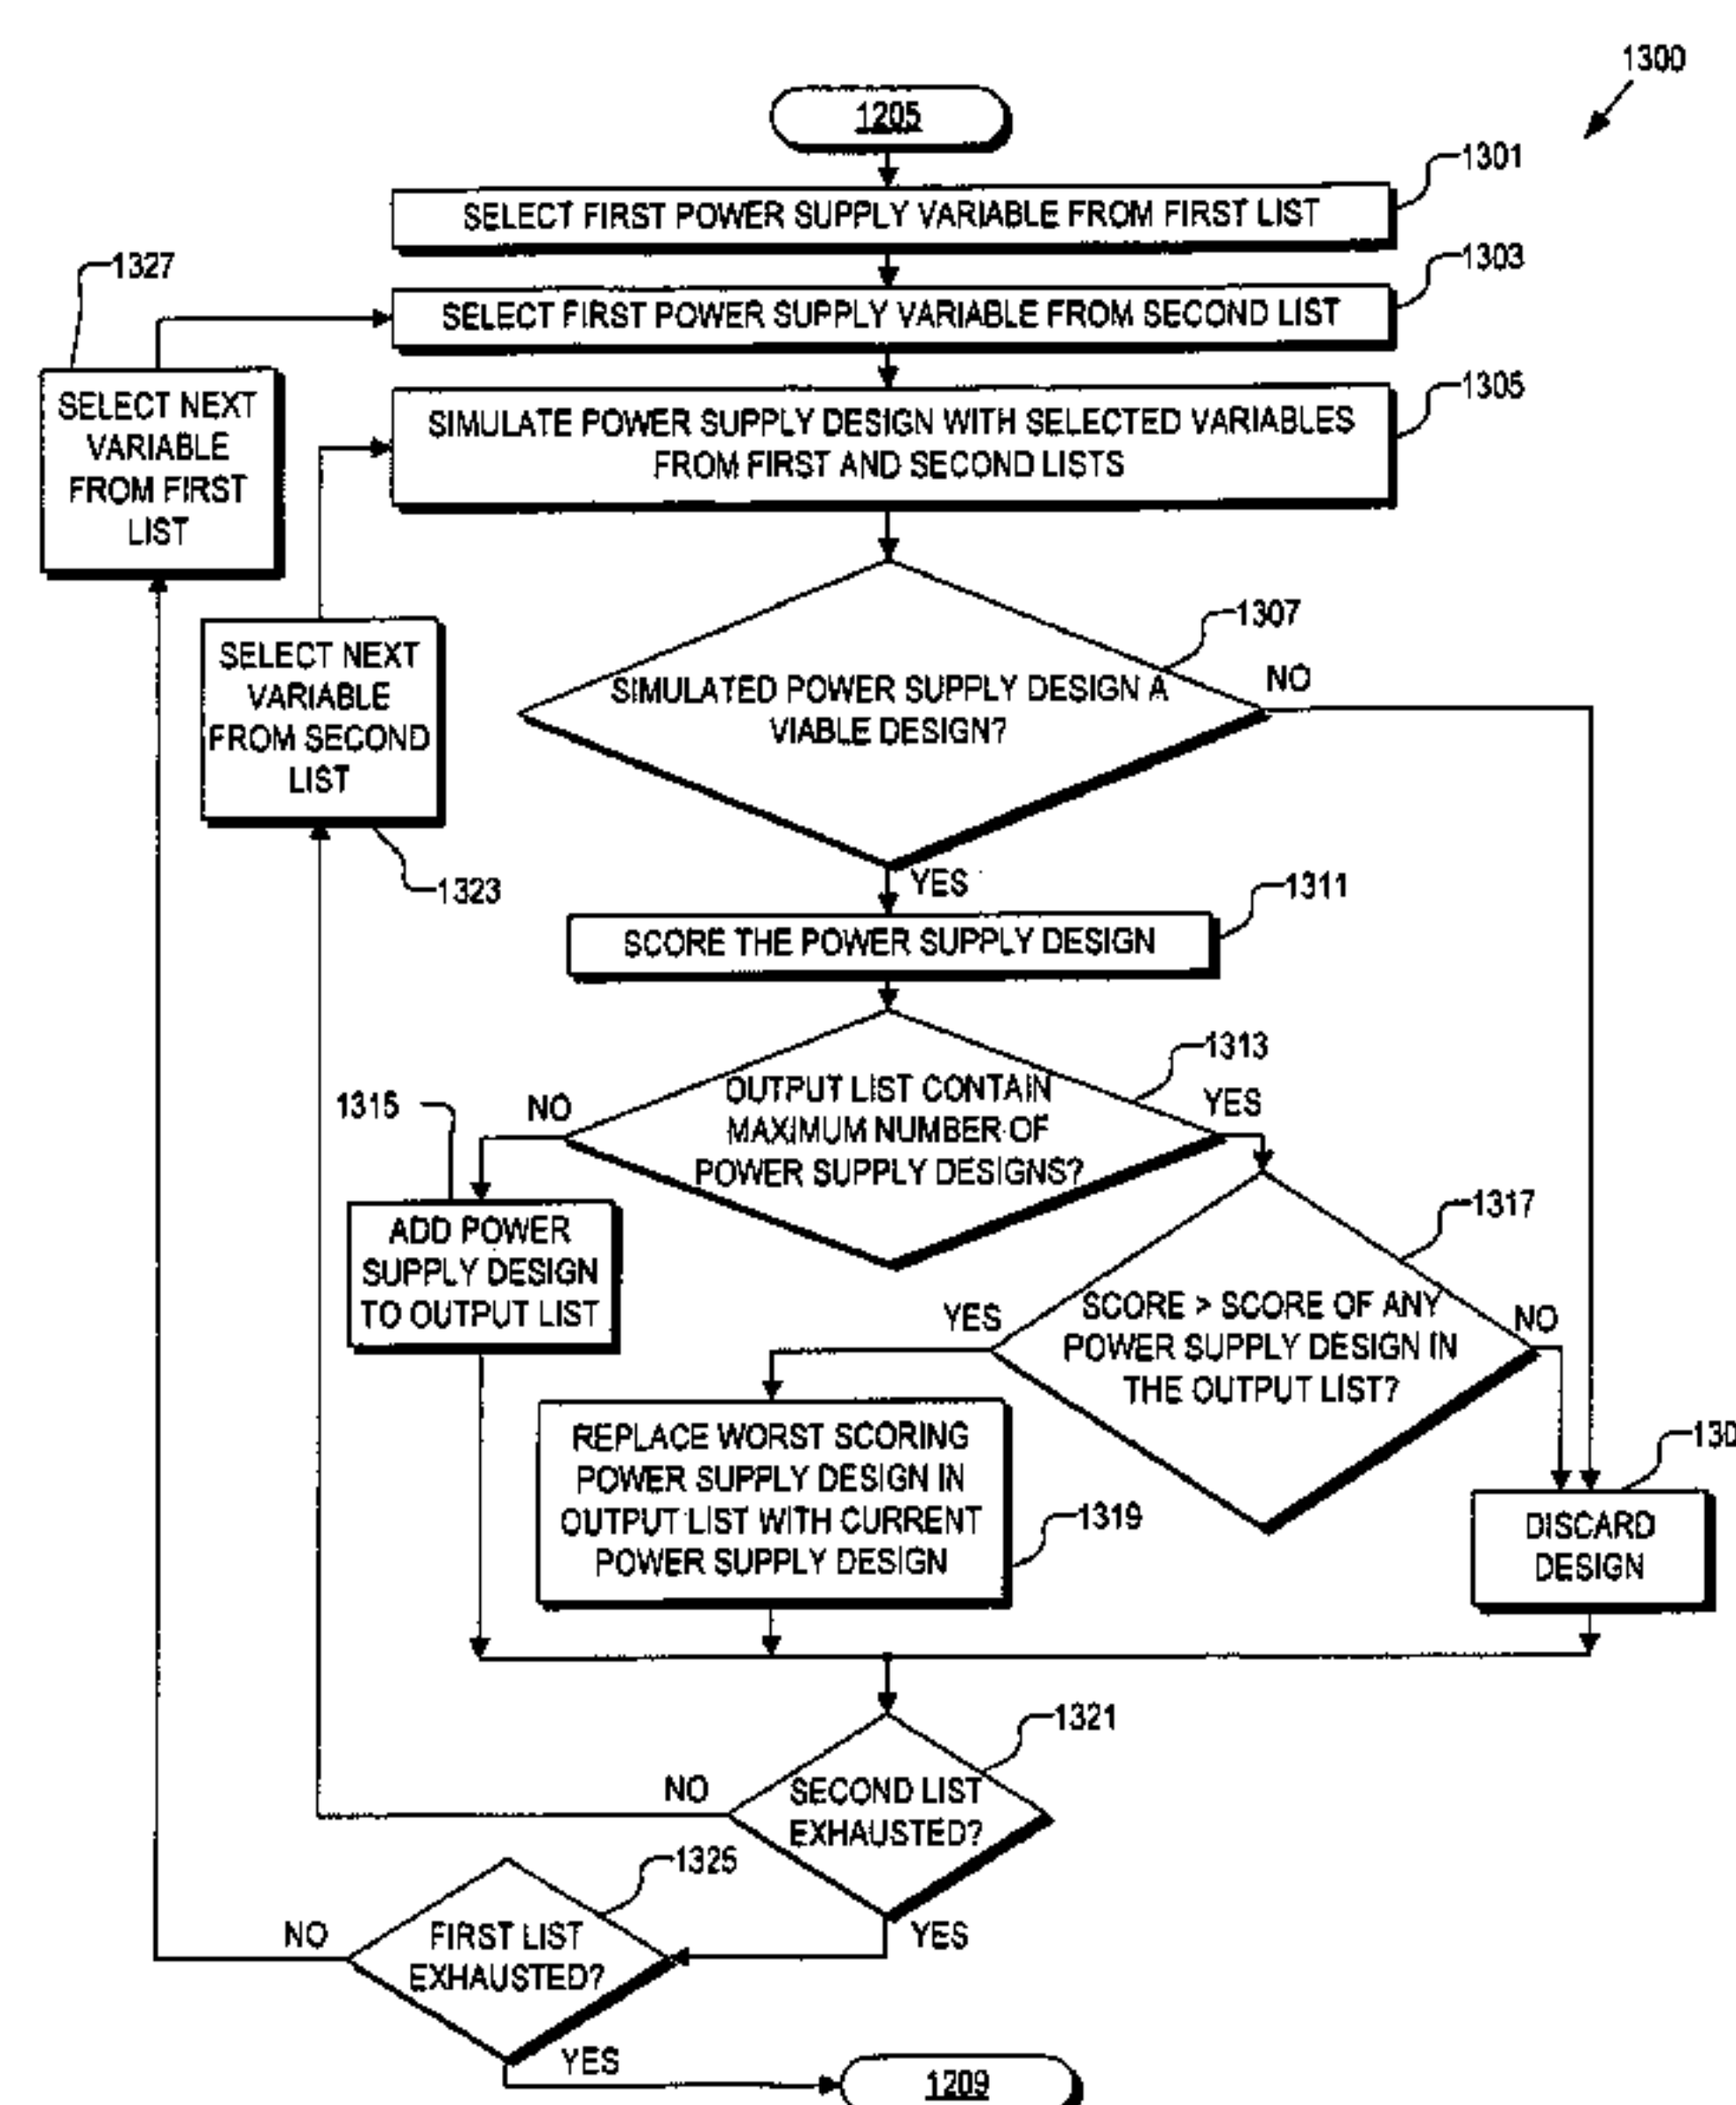 1300
1205
1301
SELECT FIRST POWER SUPPLY VARIABLE FROM FIRST LIST
1303
SELECT FIRST POWER SUPPLY VARIABLE FROM SECOND LIST
1327
SELECT NEXT
VARIABLE
FROM FIRST
LIST
1305
SIMULATE POWER SUPPLY DESIGN WITH SELECTED VARIABLES
FROM FIRST AND SECOND LISTS
1307
SIMULATED POWER SUPPLY DESIGN A
VIABLE DESIGN?
NO
SELECT NEXT
VARIABLE
FROM SECOND
LIST
1323
YES
1311
SCORE THE POWER SUPPLY DESIGN
1313
OUTPUT LIST CONTAIN
MAXIMUM NUMBER OF
POWER SUPPLY DESIGNS?
NO
YES
1315
ADD POWER
SUPPLY DESIGN
TO OUTPUT LIST
1317
SCORE > SCORE OF ANY
POWER SUPPLY DESIGN IN
THE OUTPUT LIST?
YES
NO
REPLACE WORST SCORING
POWER SUPPLY DESIGN IN
OUTPUT LIST WITH CURRENT
POWER SUPPLY DESIGN
1319
130
DISCARD
DESIGN
1321
SECOND LIST
EXHAUSTED?
NO
YES
1325
FIRST LIST
EXHAUSTED?
NO
YES
1209